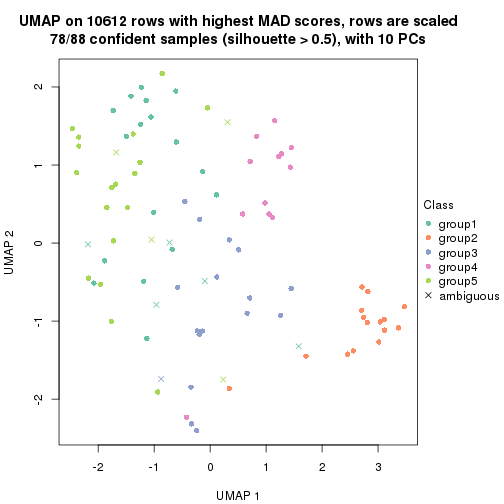 UMAP on 10612 rows with highest MAD scores, rows are scaled
78/88 confident samples (silhouette > 0.5), with 10 PCs
2
1
0
-1
-2
UMAP 2
-2
-1
0
1
2
3
UMAP 1
Class
group1
group2
group3
group4
group5
ambiguous